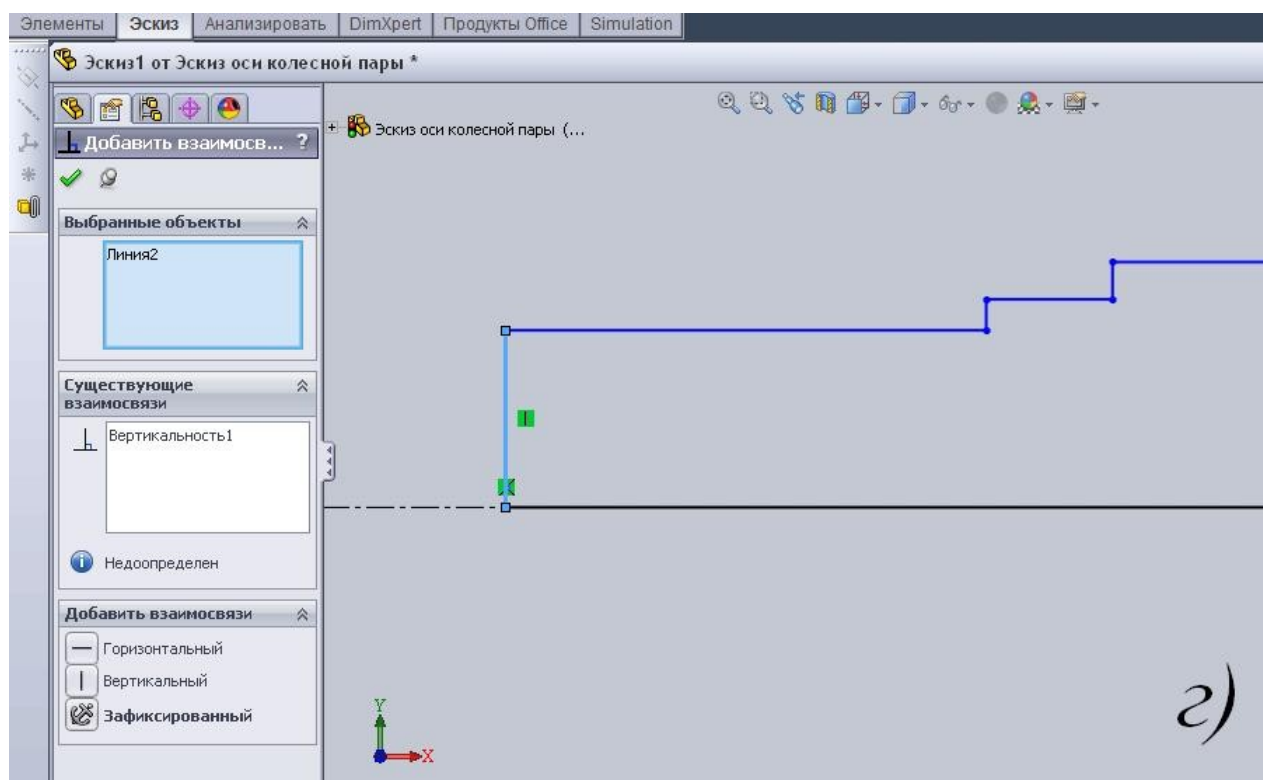 Элементы Эскиз Анализировать DimXpert Продукты Office Simulation
Эскиз1 от Эскиз оси колесной пары *
Эскиз оси колесной пары (...
Добавить взаимосв... ?
Выбранные объекты
Линия2
Существующие
взаимосвязи
Вертикальность1
Недоопределен
Добавить взаимосвязи
Горизонтальный
Вертикальный
Зафиксированный
Y
X
г)